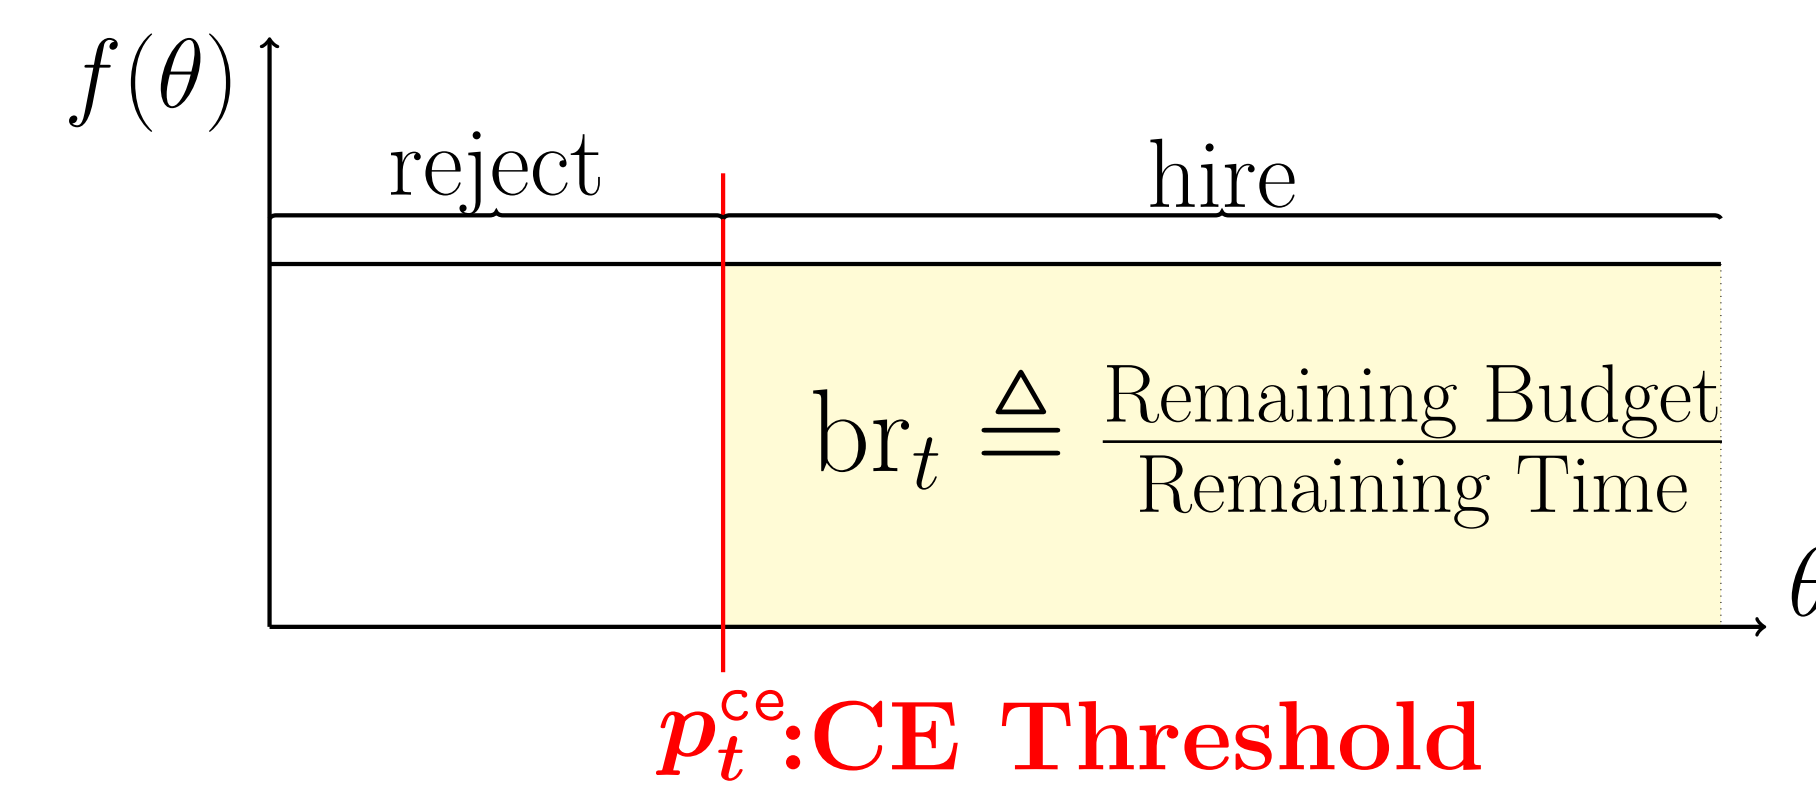 f(θ)
reject
hire
br_t ≜ Remaining Budget
Remaining Time
θ
p_t^ce:CE Threshold